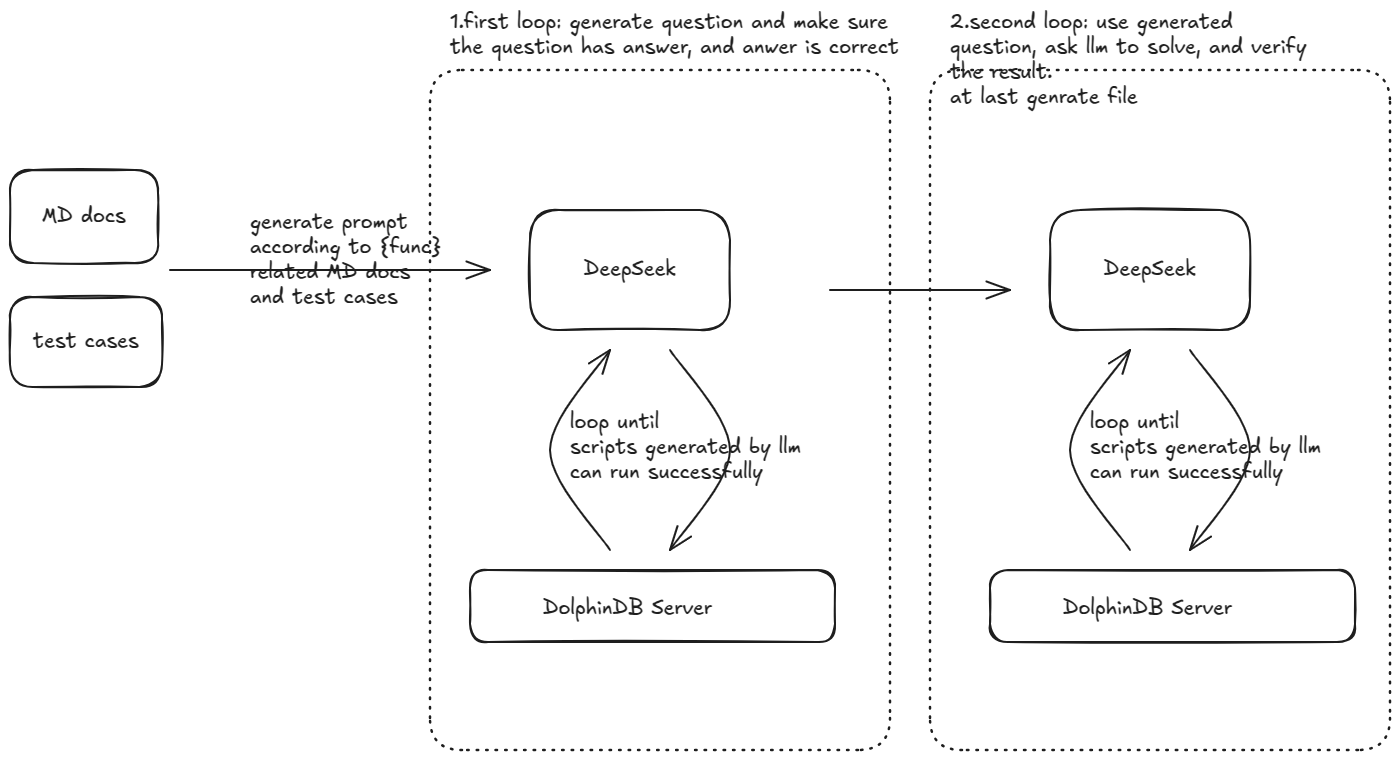 1.first loop: generate question and make sure
the question has answer, and anwer is correct
2.second loop: use generated
question, ask llm to solve, and verify
the result.
at last genrate file
MD docs
test cases
generate prompt
according to {func}
related MD docs
and test cases
DeepSeek
loop until
scripts generated by llm
can run successfully
DolphinDB Server
DeepSeek
loop until
scripts generated by llm
can run successfully
DolphinDB Server